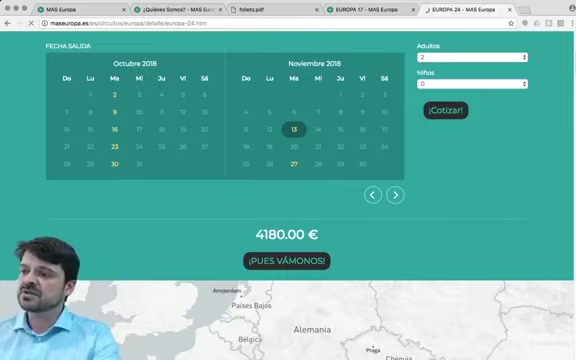 MAS Europa
¿Quiénes Somos? - MAS Euro
follets.pdf
EUROPA 17 - MAS Europa
EUROPA 24 - MAS Europa
maseuropa.es/es/circuitos/europa/detalle/europa-24.htm
FECHA SALIDA
Octubre 2018
Do Lu Ma Mi Ju Vi Sá
1 2 3 4 5 6
7 8 9 10 11 12 13
14 15 16 17 18 19 20
21 22 23 24 25 26 27
28 29 30 31
Noviembre 2018
Do Lu Ma Mi Ju Vi Sá
1 2 3
4 5 6 7 8 9 10
11 12 13 14 15 16 17
18 19 20 21 22 23 24
25 26 27 28 29 30
Adultos
2
Niños
0
¡Cotizar!
4180.00 €
¡PUES VÁMONOS!
Amsterdam
Países Bajos
Bélgica
Alemania
Praga
Chequia